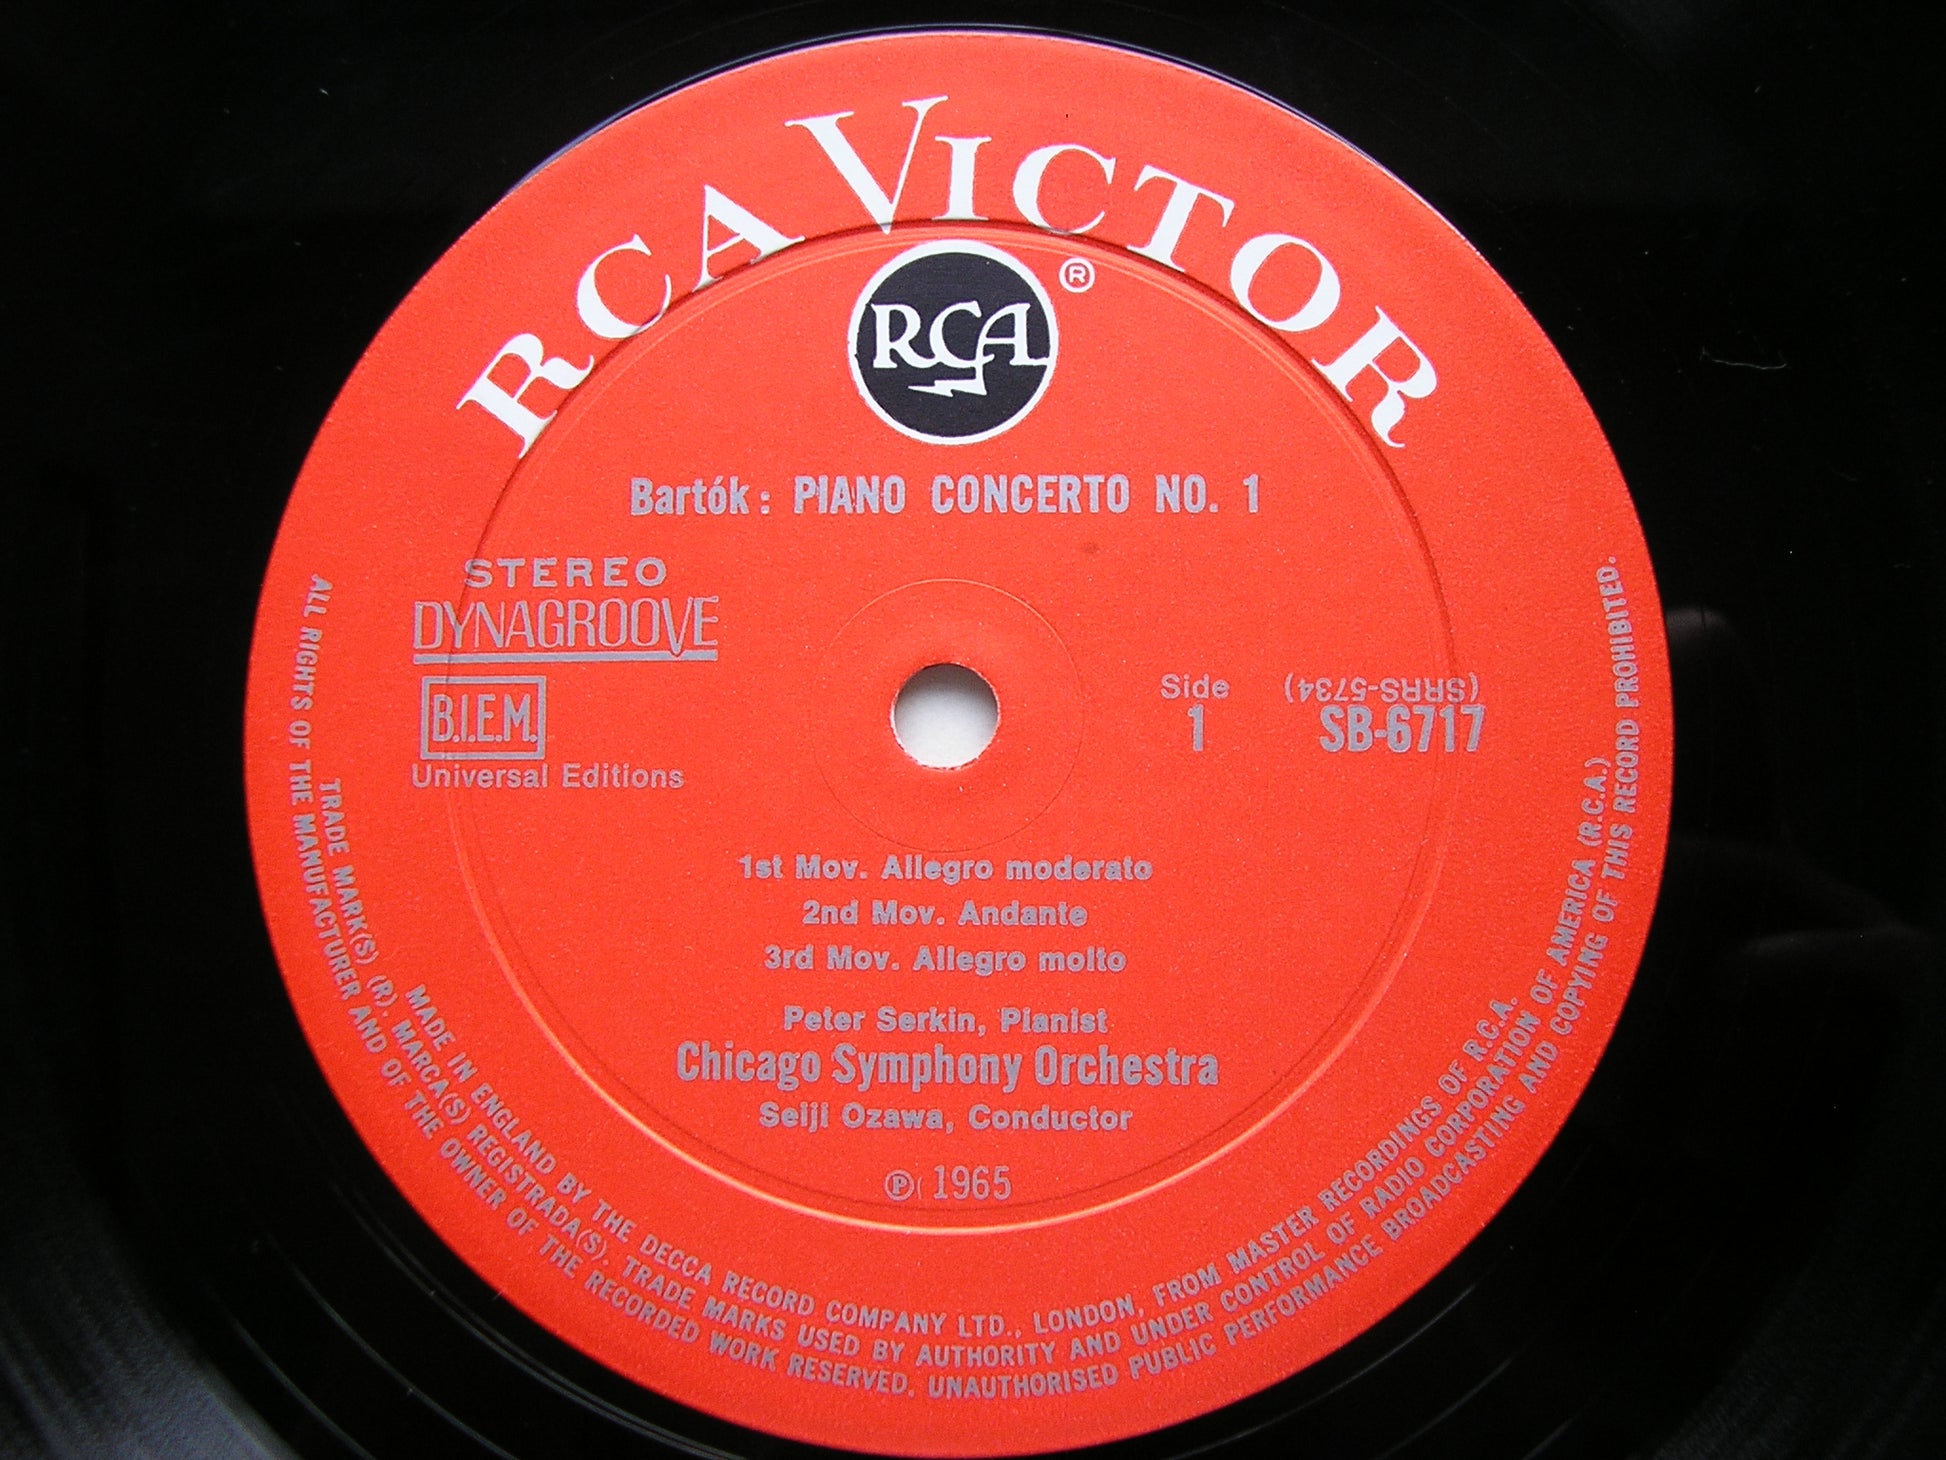 RCA VICTOR
RCA ®
Bartók: PIANO CONCERTO NO. 1
STEREO
DYNAGROOVE
B.I.E.M.
Universal Editions
Side
1
(SRRS-5734)
SB-6717
1st Mov. Allegro moderato
2nd Mov. Andante
3rd Mov. Allegro molto
Peter Serkin, Pianist
Chicago Symphony Orchestra
Seiji Ozawa, Conductor
Ⓟ 1965
MADE IN ENGLAND BY THE DECCA RECORD COMPANY LTD., LONDON, FROM MASTER RECORDINGS OF R.C.A.
TRADE MARK(S) (R). MARCA(S) REGISTRADA(S). TRADE MARKS USED BY AUTHORITY AND UNDER CONTROL OF RADIO CORPORATION OF AMERICA (R.C.A.)
ALL RIGHTS OF THE MANUFACTURER AND OF THE OWNER OF THE RECORDED WORK RESERVED. UNAUTHORISED PUBLIC PERFORMANCE BROADCASTING AND COPYING OF THIS RECORD PROHIBITED.